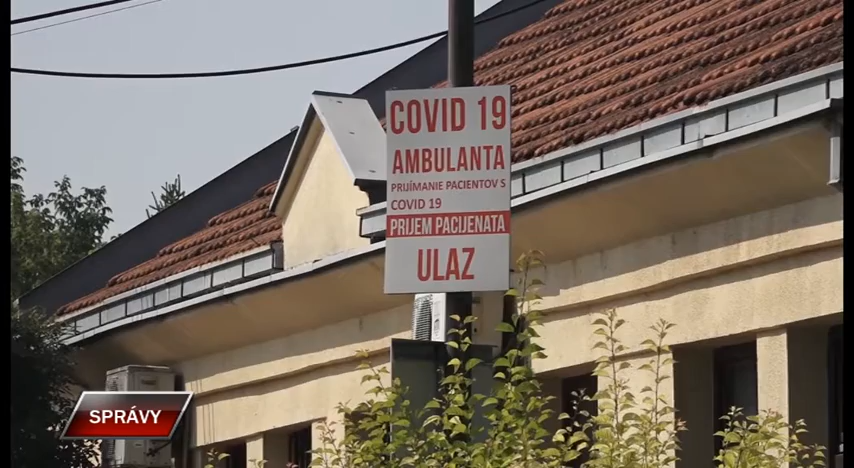 COVID 19
AMBULANTA
PRIJÍMANIE PACIENTOV S
COVID 19
PRIJEM PACIJENATA
ULAZ
SPRÁVY